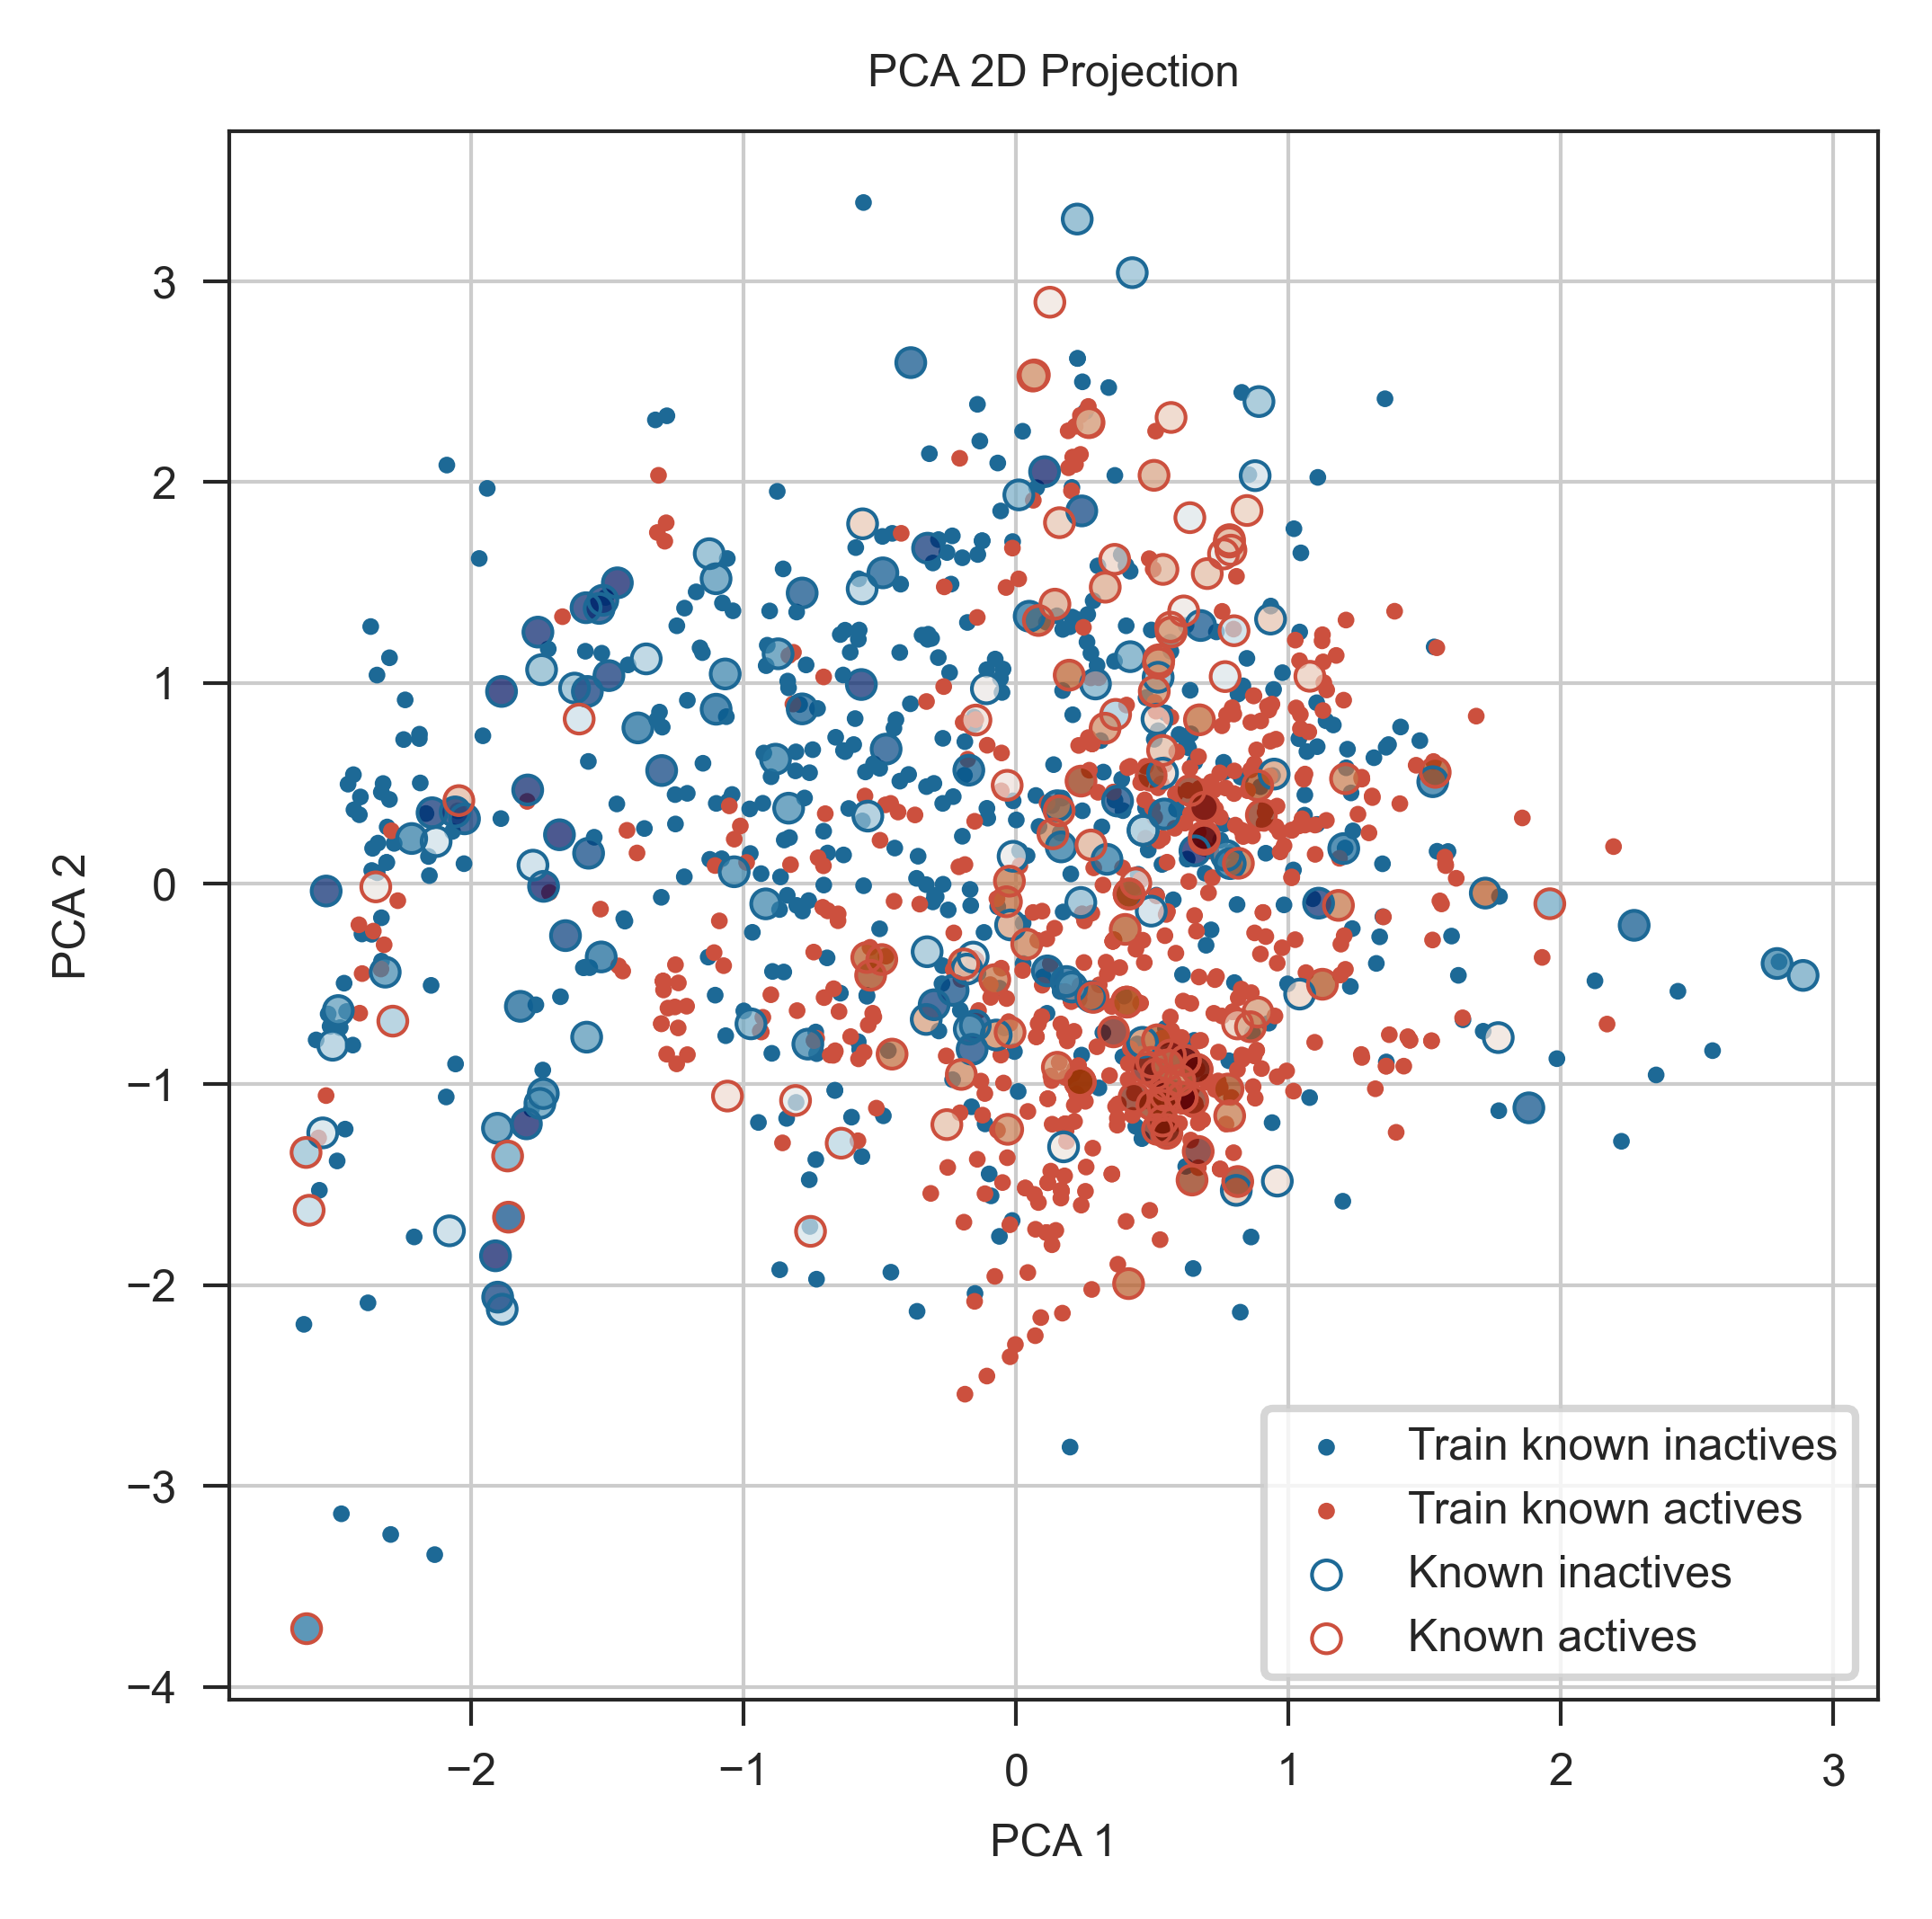 PCA 2D Projection
3
2
1
0
−1
−2
−3
−4
PCA 2
Train known inactives
Train known actives
Known inactives
Known actives
−2 −1 0 1 2 3
PCA 1